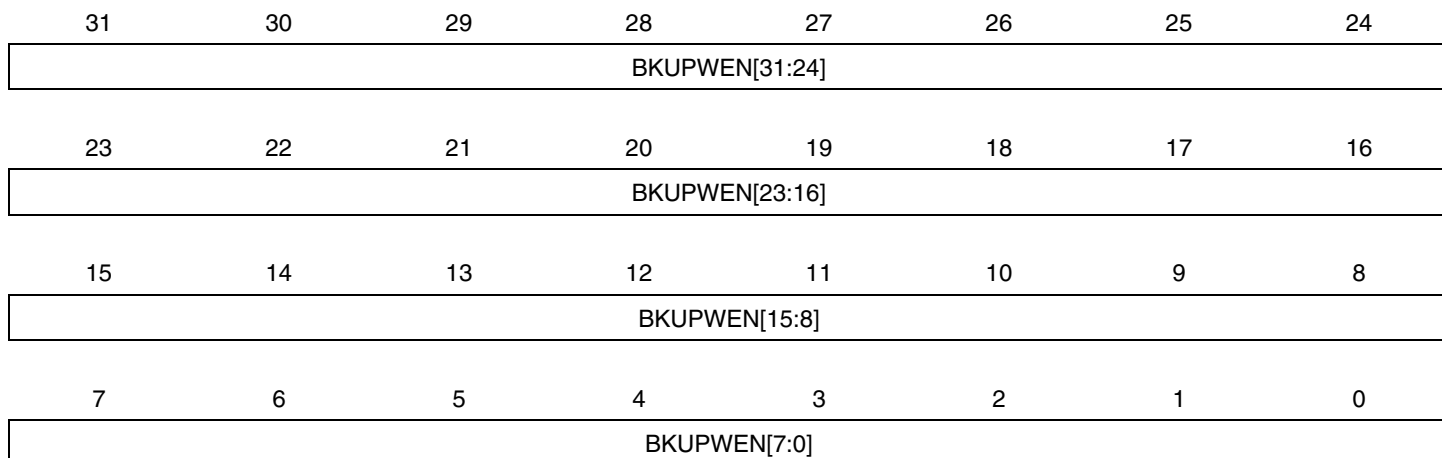 31 30 29 28 27 26 25 24
BKUPWEN[31:24]
23 22 21 20 19 18 17 16
BKUPWEN[23:16]
15 14 13 12 11 10 9 8
BKUPWEN[15:8]
7 6 5 4 3 2 1 0
BKUPWEN[7:0]